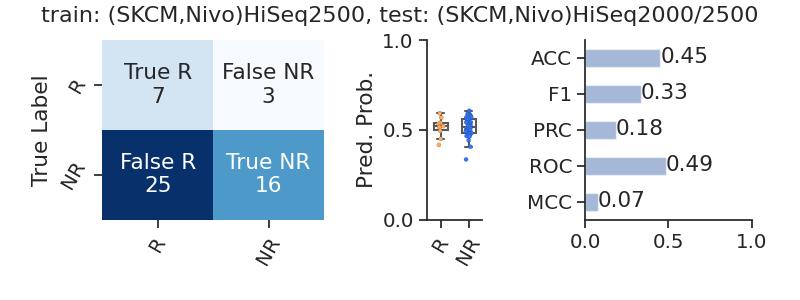 train: (SKCM,Nivo)HiSeq2500, test: (SKCM,Nivo)HiSeq2000/2500
True Label
R
NR
True R
7
False NR
3
False R
25
True NR
16
R
NR
Pred. Prob.
1.0
0.5
0.0
R
NR
ACC
0.45
F1
0.33
PRC
0.18
ROC
0.49
MCC
0.07
0.0
0.5
1.0